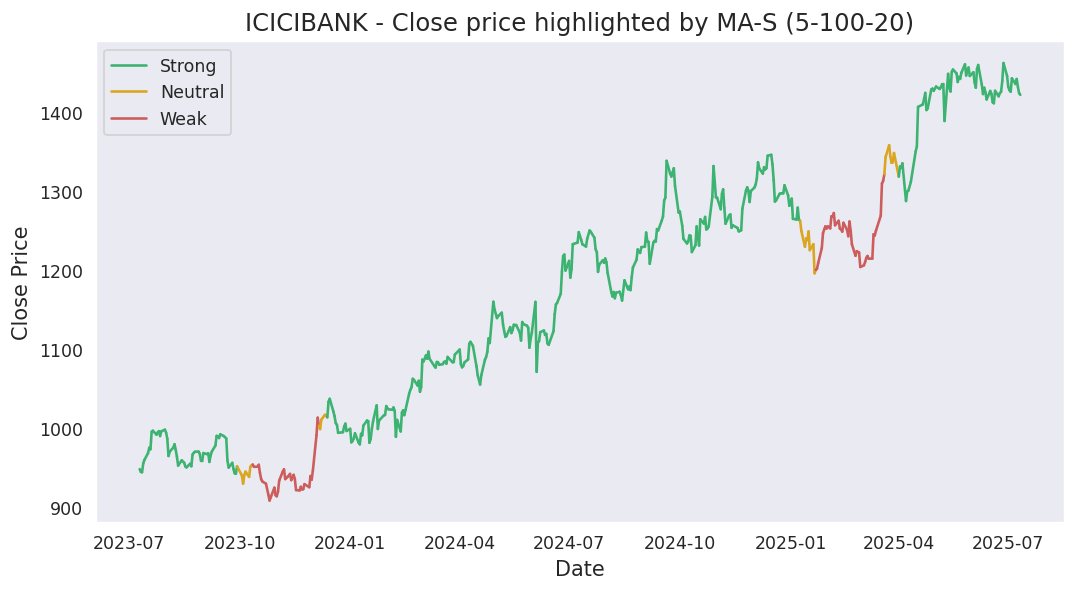 ICICIBANK - Close price highlighted by MA-S (5-100-20)
Strong
Neutral
Weak
Close Price
1400
1300
1200
1100
1000
900
2023-07 2023-10 2024-01 2024-04 2024-07 2024-10 2025-01 2025-04 2025-07
Date